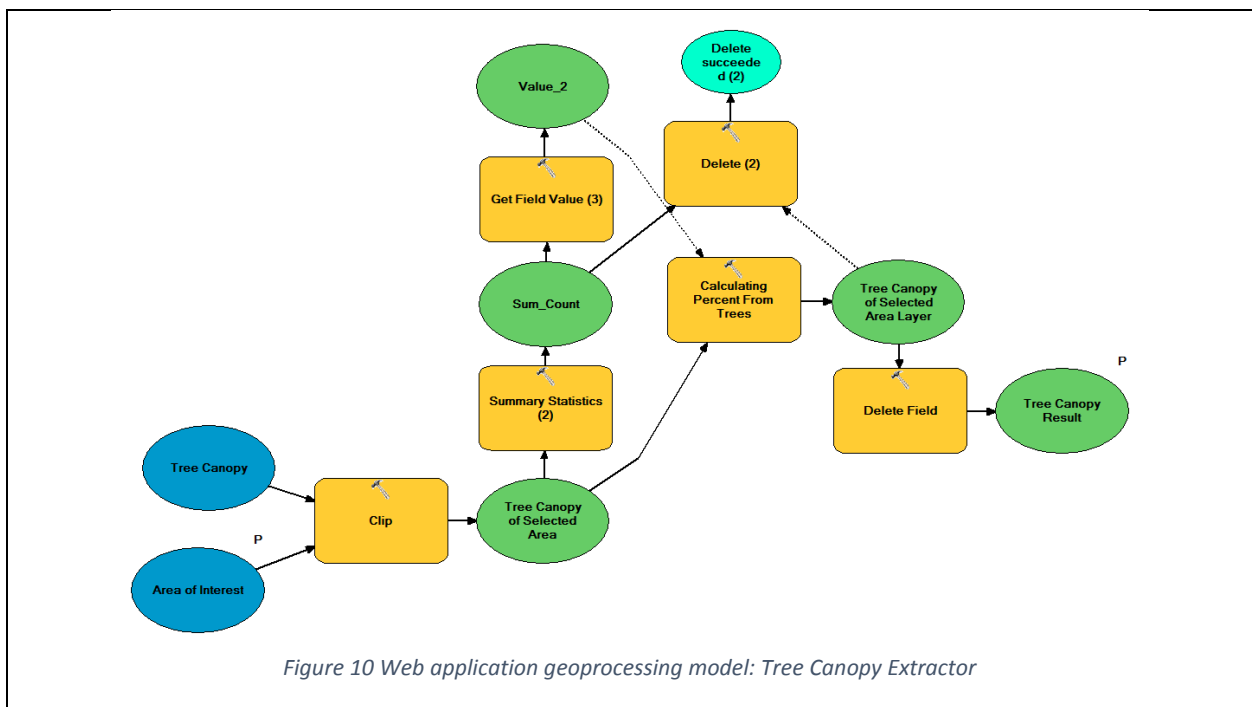 Delete
succeede
d (2)
Value_2
Delete (2)
Get Field Value (3)
Sum_Count
Calculating
Percent From
Trees
Tree Canopy
of Selected
Area Layer
P
Summary Statistics
(2)
Delete Field
Tree Canopy
Result
Tree Canopy
Clip
Tree Canopy
of Selected
Area
P
Area of Interest
Figure 10 Web application geoprocessing model: Tree Canopy Extractor